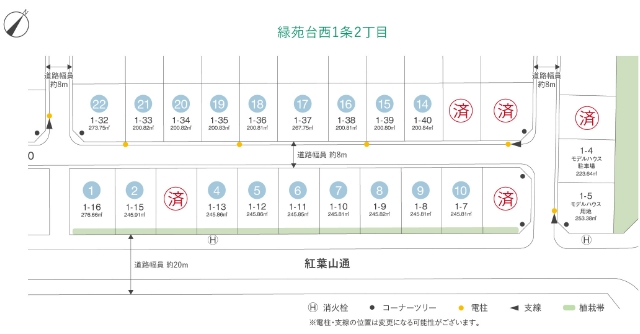 N
緑苑台西1条2丁目
道路幅員
約8m
道路幅員
約8m
22 21 20 19 18 17 16 15 14 済 済
1-32 1-33 1-34 1-35 1-36 1-37 1-38 1-39 1-40
273.75㎡ 200.82㎡ 200.82㎡ 200.83㎡ 200.81㎡ 267.75㎡ 200.81㎡ 200.80㎡ 200.84㎡
済
1-4
モデルハウス
駐車場
223.64㎡
道路幅員 約8m
1 2 済 4 5 6 7 8 9 10 済
1-16 1-15 1-13 1-12 1-11 1-10 1-9 1-8 1-7
276.66㎡ 245.91㎡ 245.86㎡ 245.86㎡ 245.85㎡ 245.81㎡ 245.82㎡ 245.81㎡ 245.81㎡
1-5
モデルハウス
用地
253.38㎡
H H
道路幅員 約20m
紅葉山通
H 消火栓 コーナーツリー 電柱 支線 植栽帯
※電柱・支線の位置は変更になる可能性がございます。